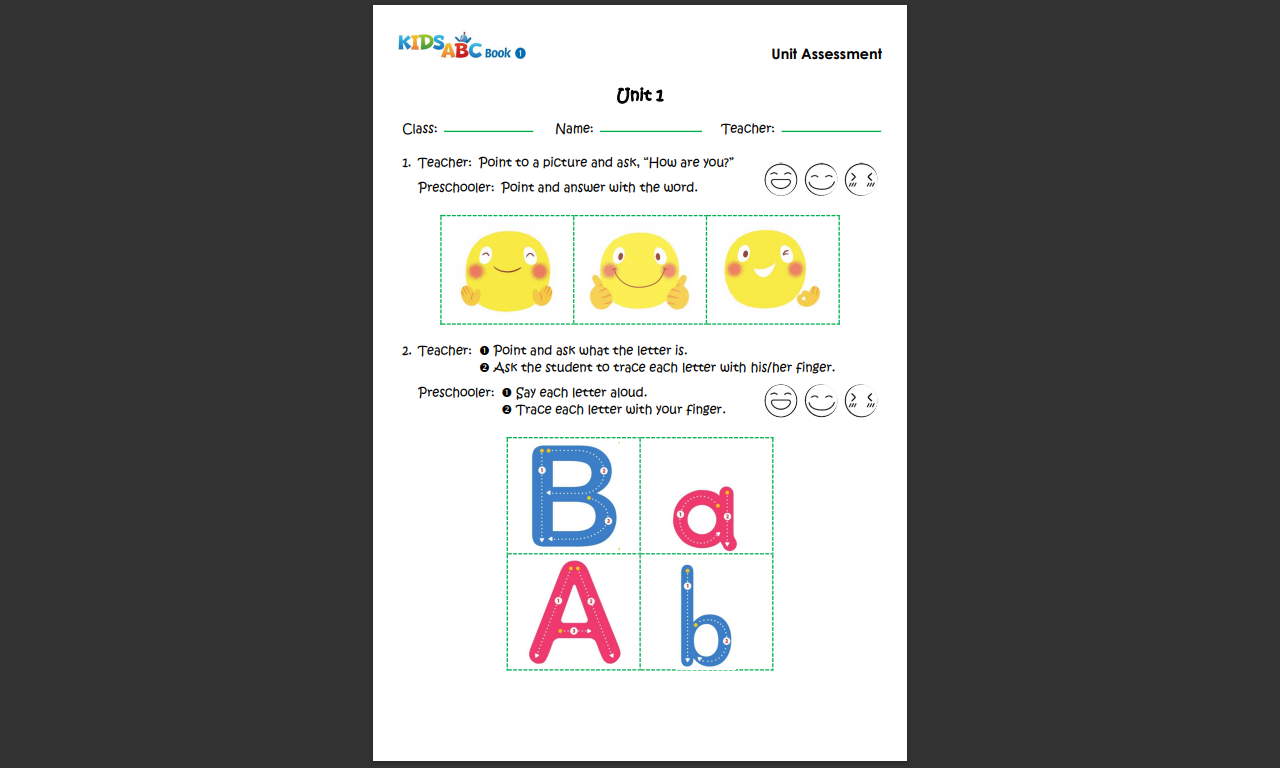 KIDS ABC Book 1
Unit Assessment
Unit 1
Class: Name: Teacher:
1. Teacher: Point to a picture and ask, “How are you?”
Preschooler: Point and answer with the word.
2. Teacher: ❶ Point and ask what the letter is.
❷ Ask the student to trace each letter with his/her finger.
Preschooler: ❶ Say each letter aloud.
❷ Trace each letter with your finger.
B a
A b